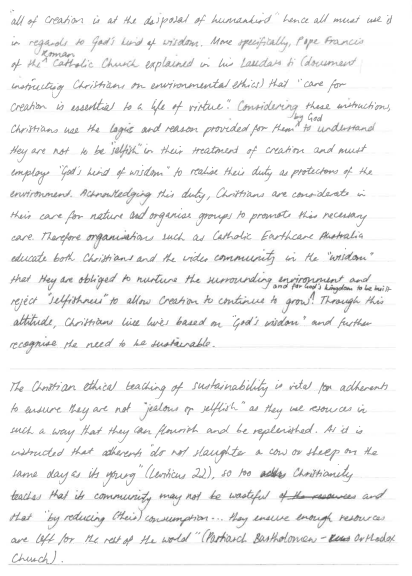 all of creation is at the disposal of humankind" hence all must use'd
in regards to God's kind of wisdom. More specifically, Pope Francis
of the Roman Catholic Church explained in his Laudato Si (document
instructing Christians on environmental ethics) that "care for
creation is essential to a life of virtue". Considering these instructions,
Christians use the logic and reason provided for them by God to understand
they are not to be "selfish" in their treatment of creation and must
employ "God's kind of wisdom" to realise their duty as protectors of the
environment. Acknowledging this duty, Christians are considerate in
their care for nature and organise groups to promote this necessary
care. Therefore organisations such as Catholic Earthcare Australia
educate both Christians and the wider community in the "wisdom"
that they are obliged to nurture the surrounding environment and
reject "selfishness" to allow creation to continue to grow and for God's kingdom to be built. Through this
attitude, Christians live lives based on "God's wisdom" and further
recognise the need to be sustainable.
The Christian ethical teaching of sustainability is vital for adherents
to ensure they are not "jealous or selfish" as they use resources in
such a way that they can flourish and be replenished. As it is
instructed that adherents "do not slaughter a cow or sheep on the
same day as its young" (Leviticus 22), so too Christianity
teaches that its community may not be wasteful and
that "by reducing (their) consumption... they ensure enough resources
are left for the rest of the world" (Patriarch Bartholomew - Orthodox
Church).